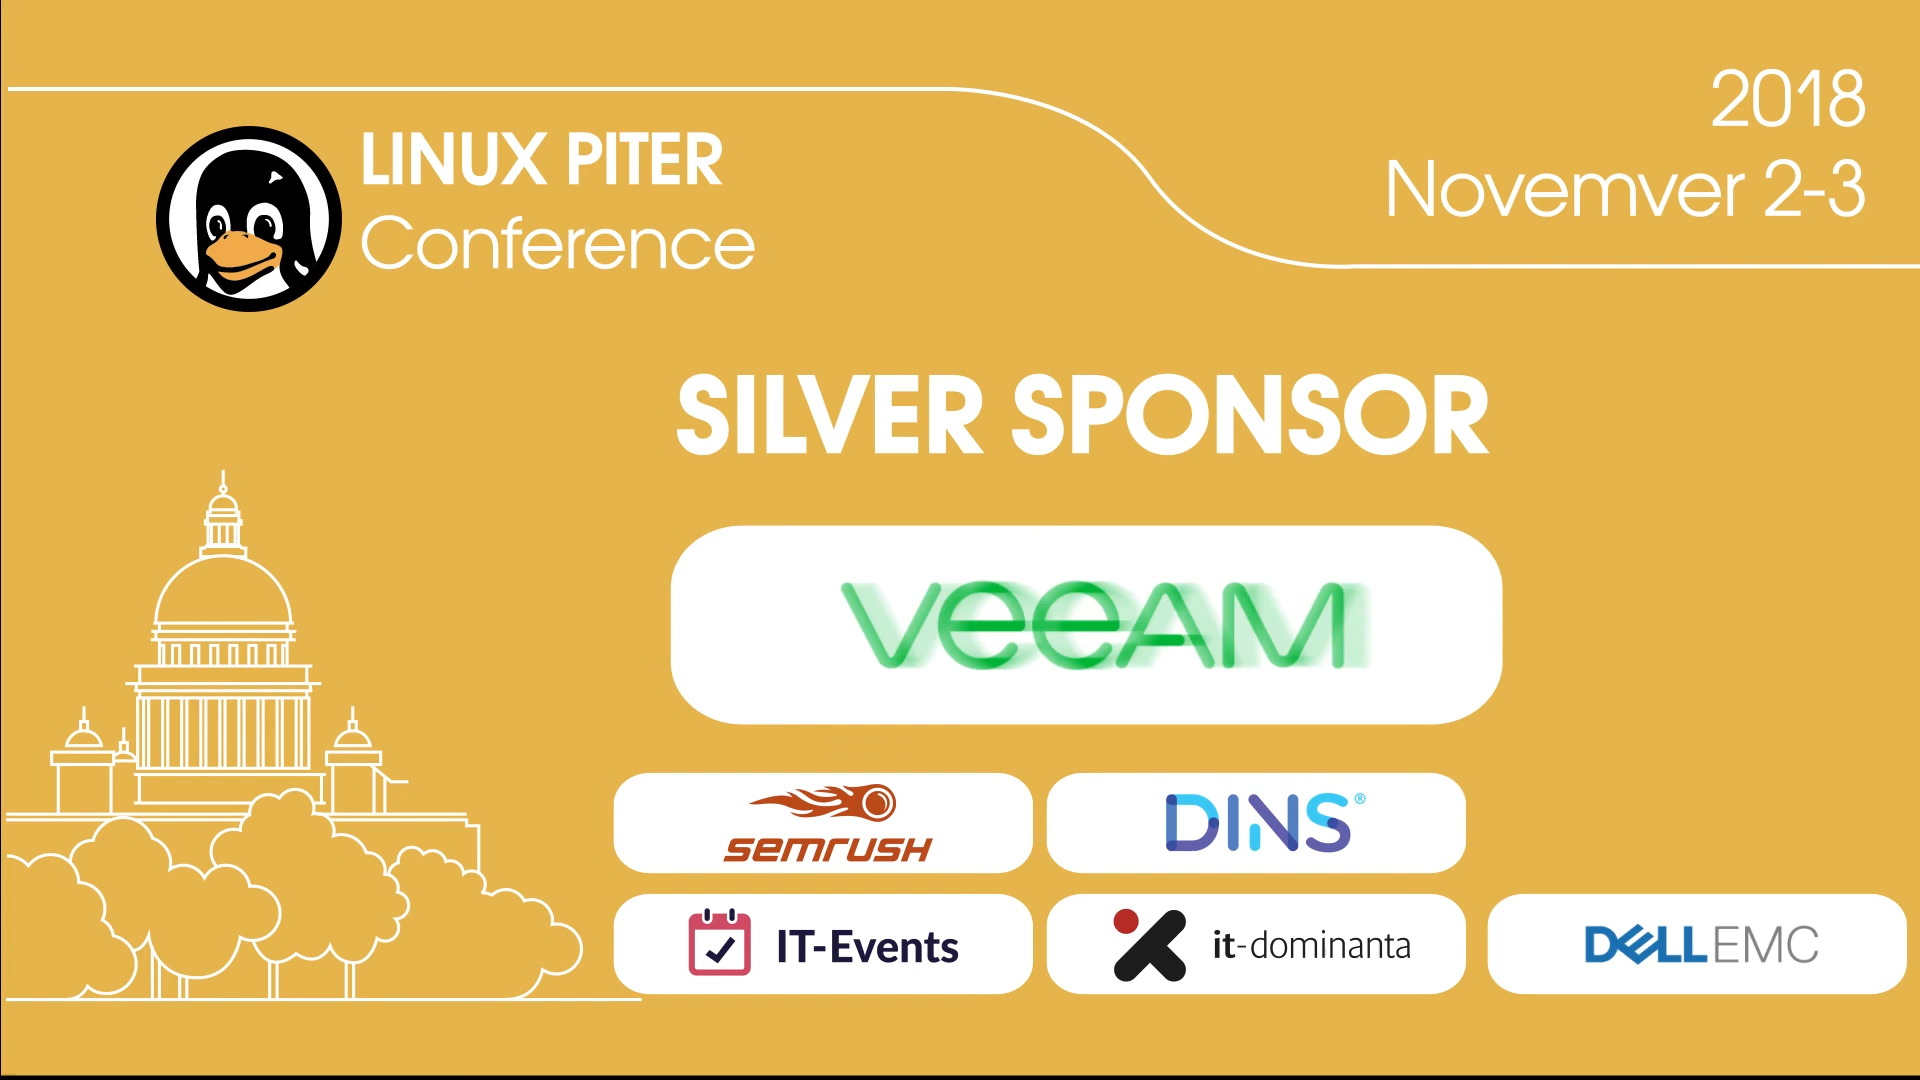 LINUX PITER
Conference
2018
Novemver 2-3
SILVER SPONSOR
veeAM
semrush
DINS®
IT-Events
it-dominanta
DELLEMC